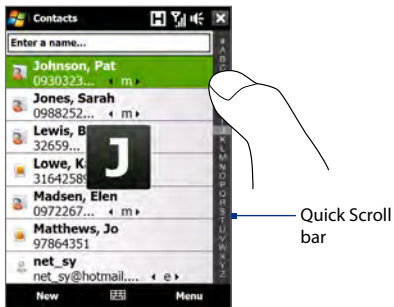 Contacts
Enter a name...
Johnson, Pat
0930323... m
Jones, Sarah
0988252... m
Lewis, B
32659...
J
Lowe, K
31642589
Madsen, Elen
0972267... m
Matthews, Jo
97864351
net_sy
net_sy@hotmail.... e
New
Menu
#
A
B
C
J
K
L
M
N
O
P
Q
R
S
T
U
V
W
X
Y
Z
Quick Scroll
bar